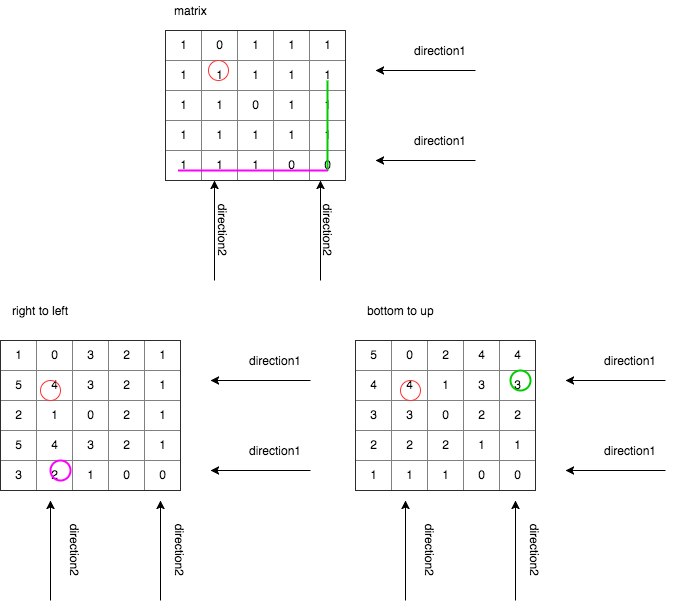 matrix
1 0 1 1 1
direction1
1 1 1 1 1
1 1 0 1 1
1 1 1 1 1
direction1
1 1 1 0 0
direction2
direction2
right to left
1 0 3 2 1
direction1
5 4 3 2 1
2 1 0 2 1
5 4 3 2 1
direction1
3 2 1 0 0
direction2
direction2
bottom to up
5 0 2 4 4
direction1
4 4 1 3 3
3 3 0 2 2
2 2 2 1 1
direction1
1 1 1 0 0
direction2
direction2